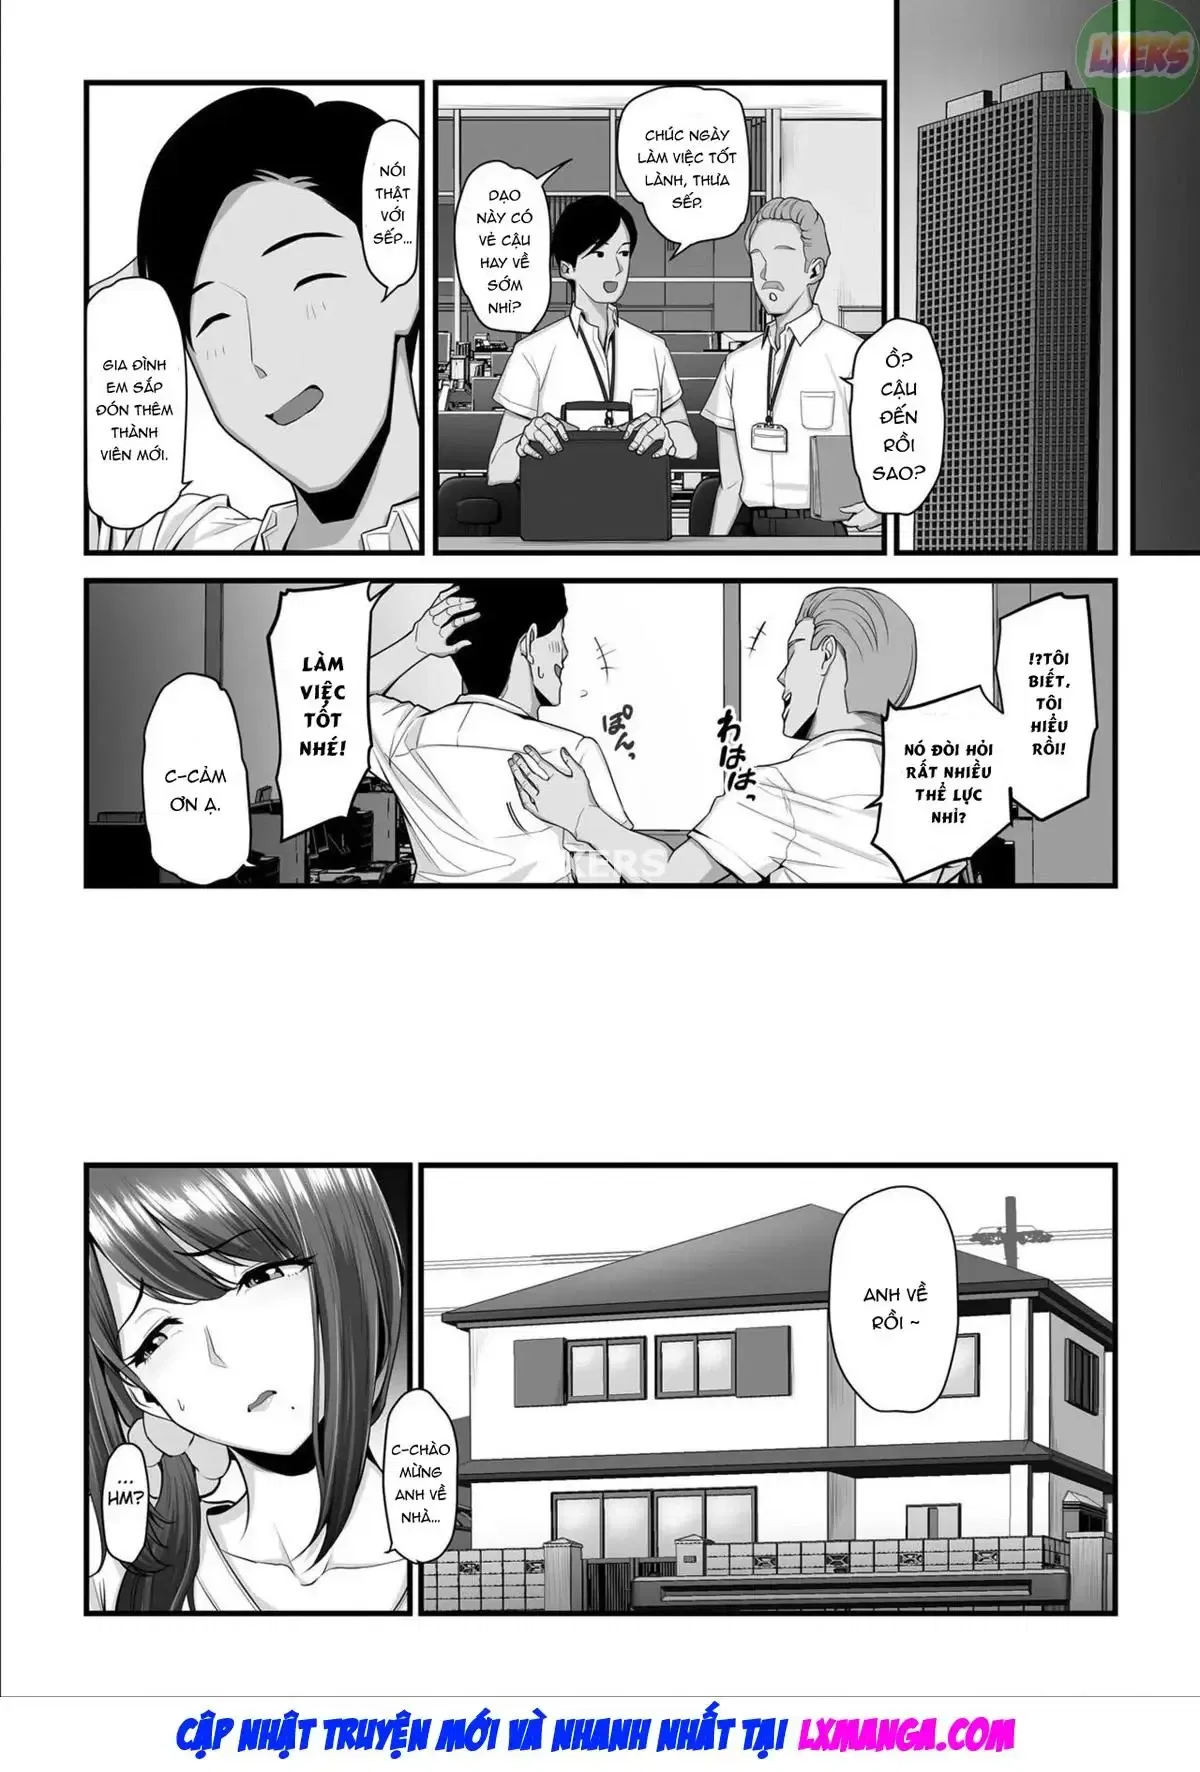 LXERS
Ồ?
CẬU
ĐẾN
RỒI
SAO?
CHÚC NGÀY
LÀM VIỆC TỐT
LÀNH, THƯA
SẾP.
DẠO
NÀY CÓ
VẺ CẬU
HAY VỀ
SỚM
NHỈ?
NÓI
THẬT
VỚI
SẾP...
GIA ĐÌNH
EM SẮP
ĐÓN THÊM
THÀNH
VIÊN MỚI.
!?TÔI
BIẾT,
TÔI
HIỂU
RỒI!
NÓ ĐÒI HỎI
RẤT NHIỀU
THỂ LỰC
NHỈ?
わははは、
ぽんっ
LÀM
VIỆC
TỐT
NHÉ!
C-CẢM
ƠN Ạ.
XERS
ANH VỀ
RỒI ~
C-CHÀO
MỪNG
ANH VỀ
NHÀ...
...
HM?
CẬP NHẬT TRUYỆN MỚI VÀ NHANH NHẤT TẠI LXMANGA.COM